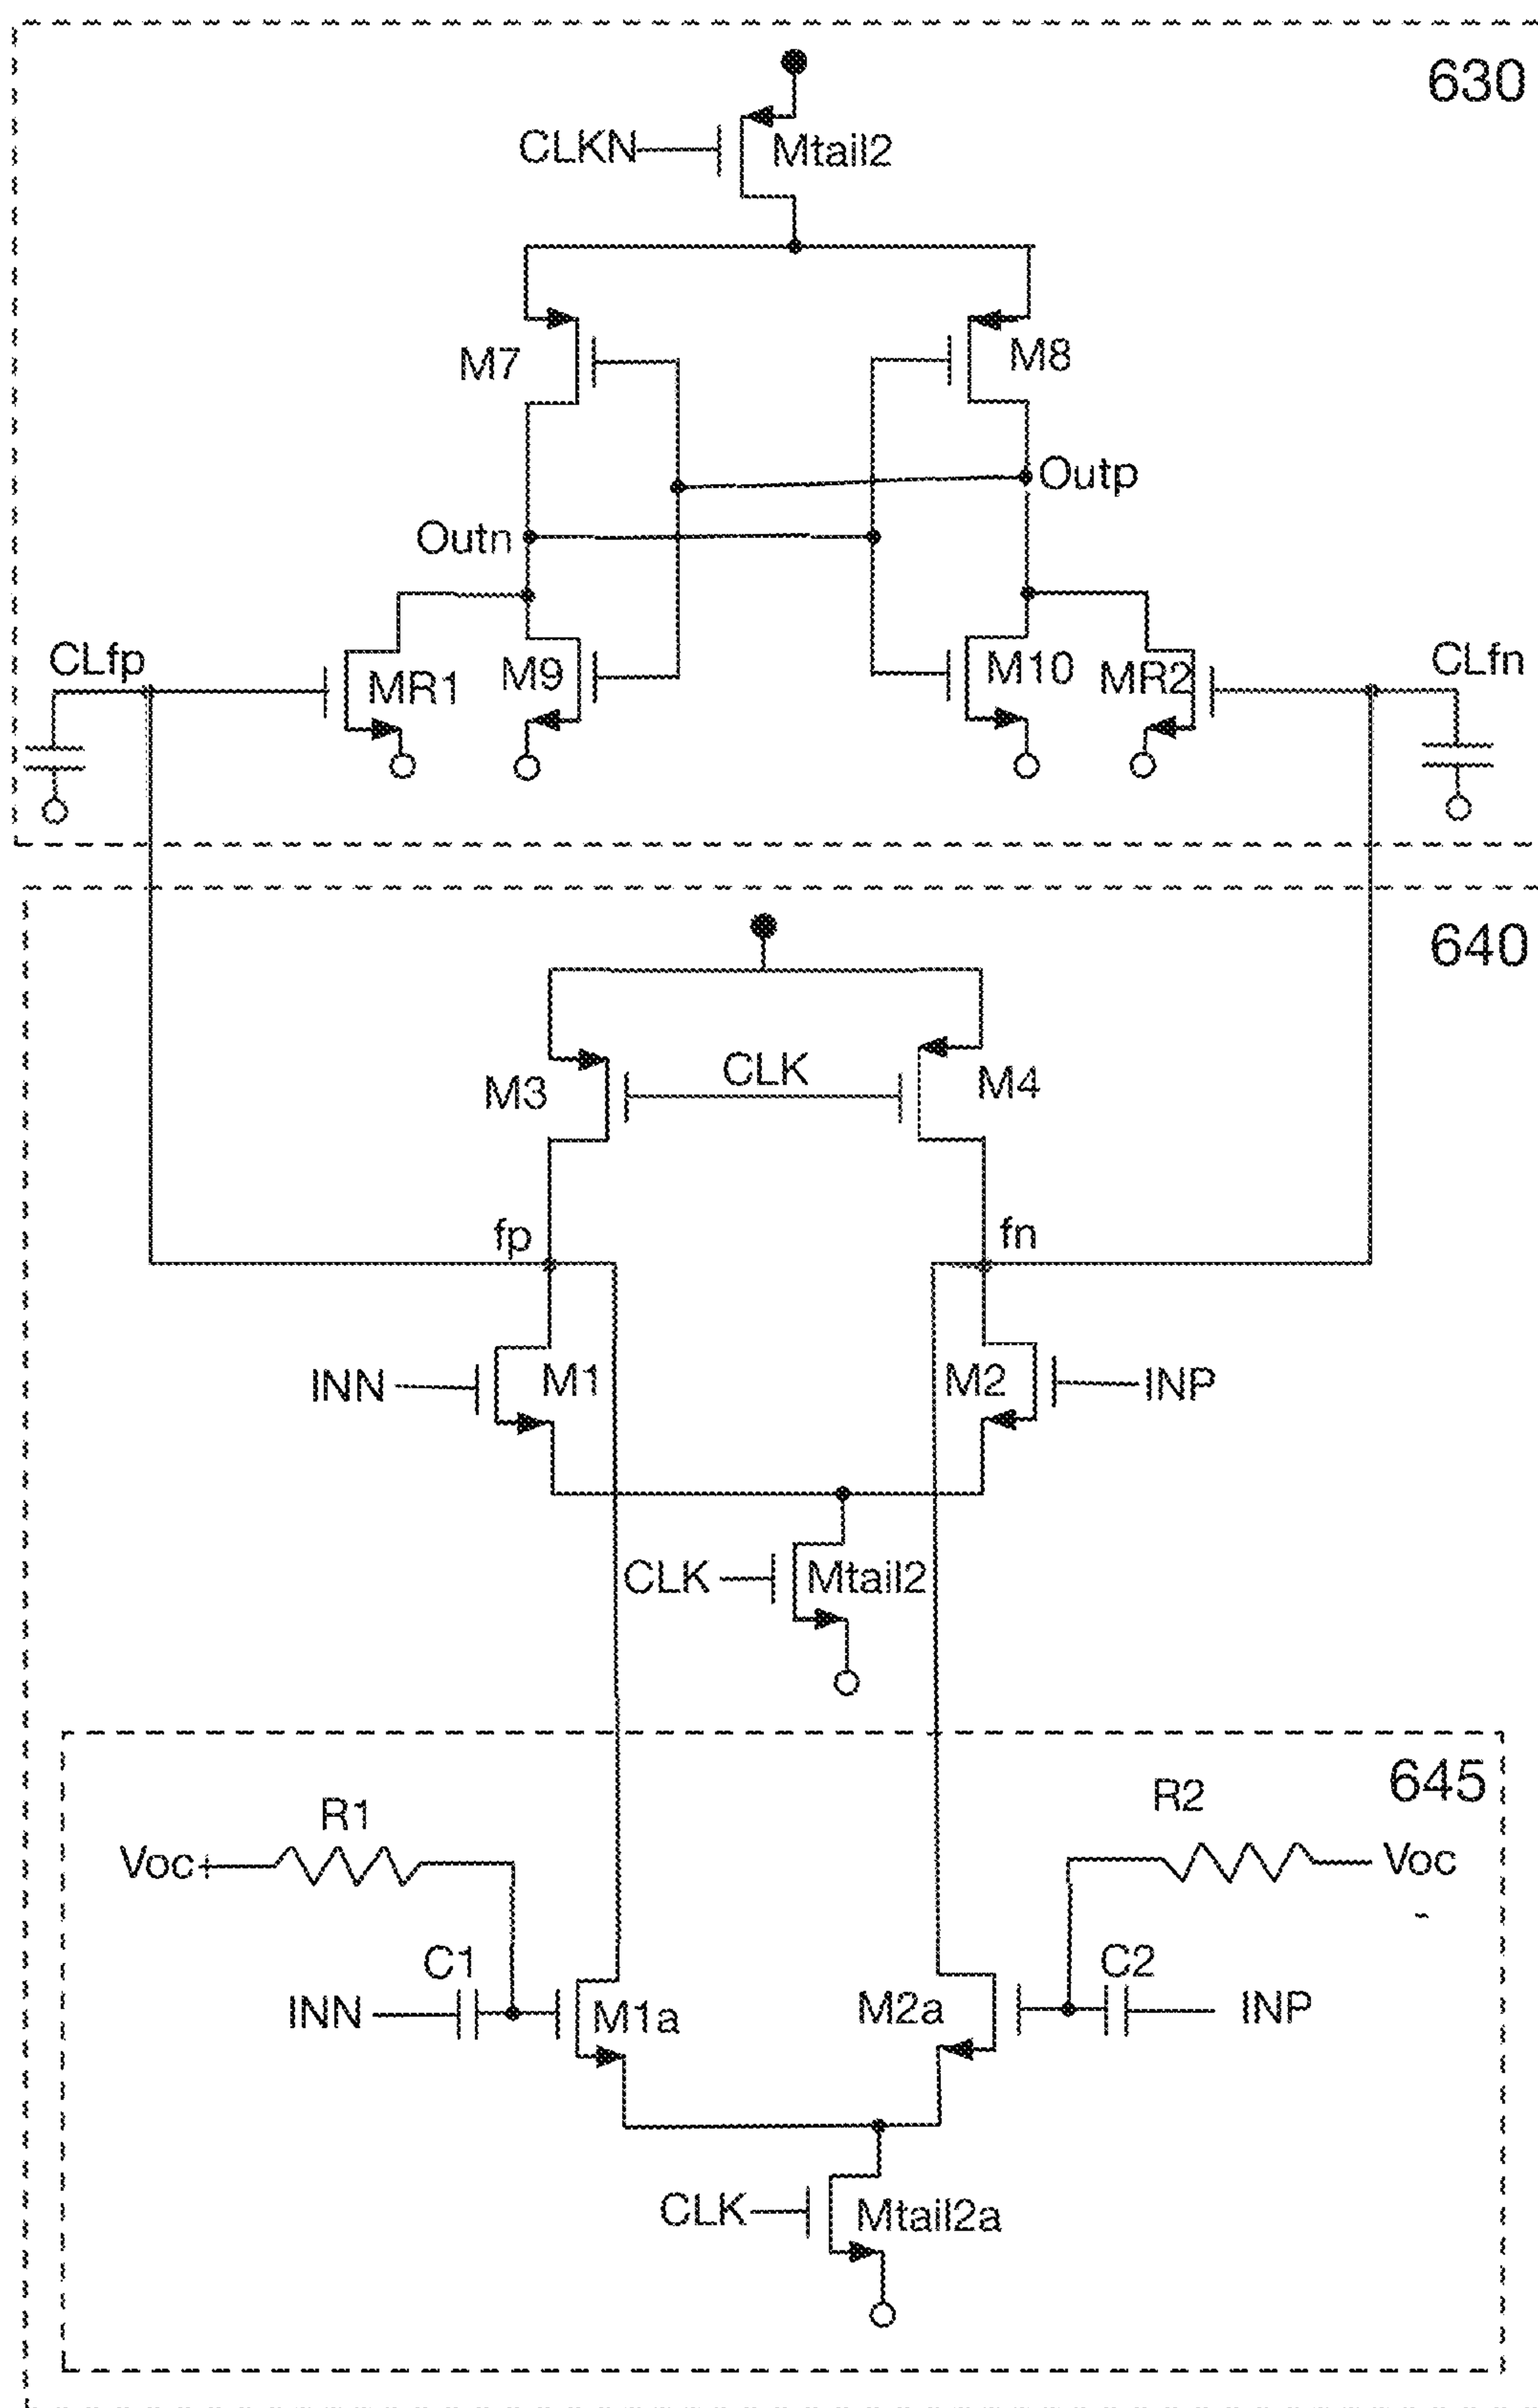 630
CLKN
Mtail2
M7
M8
Outp
Outn
CLfp
MR1
M9
M10
MR2
CLfn
640
M3
CLK
M4
fp
fn
INN
M1
M2
INP
CLK
Mtail2
645
R1
R2
Voc+
Voc
-
C1
C2
INN
M1a
M2a
INP
CLK
Mtail2a